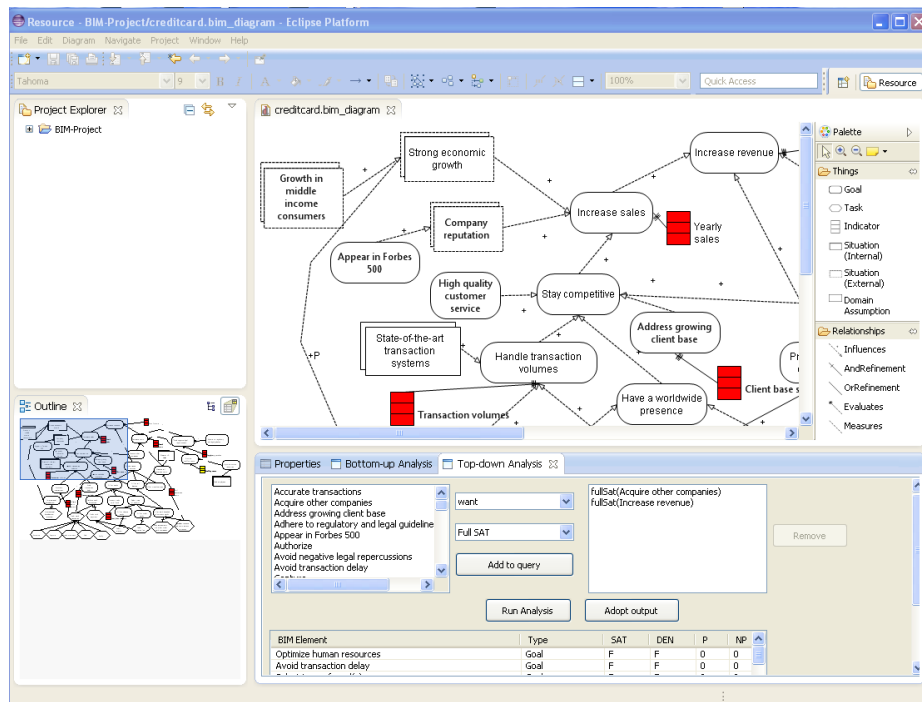 Resource - BIM-Project/creditcard.bim_diagram - Eclipse Platform
File Edit Diagram Navigate Project Window Help
Tahoma 9 B I A 100% Quick Access Resource
Project Explorer
BIM-Project
creditcard.bim_diagram
Strong economic
growth
Growth in
middle
income
consumers
Increase revenue
Increase sales
Company
reputation
Yearly
sales
Appear in Forbes
500
High quality
customer
service
Stay competitive
State-of-the-art
transaction
systems
Address growing
client base
+P
Handle transaction
volumes
Client base s
Transaction volumes
Have a worldwide
presence
Palette
Things
Goal
Task
Indicator
Situation
(Internal)
Situation
(External)
Domain
Assumption
Relationships
Influences
AndRefinement
OrRefinement
Evaluates
Measures
Outline
Properties Bottom-up Analysis Top-down Analysis
Accurate transactions
Acquire other companies
Address growing client base
Adhere to regulatory and legal guideline
Appear in Forbes 500
Authorize
Avoid negative legal repercussions
Avoid transaction delay
want
Full SAT
Add to query
fullSat(Acquire other companies)
fullSat(Increase revenue)
Remove
Run Analysis Adopt output
BIM Element Type SAT DEN P NP
Optimize human resources Goal F F 0 0
Avoid transaction delay Goal F F 0 0